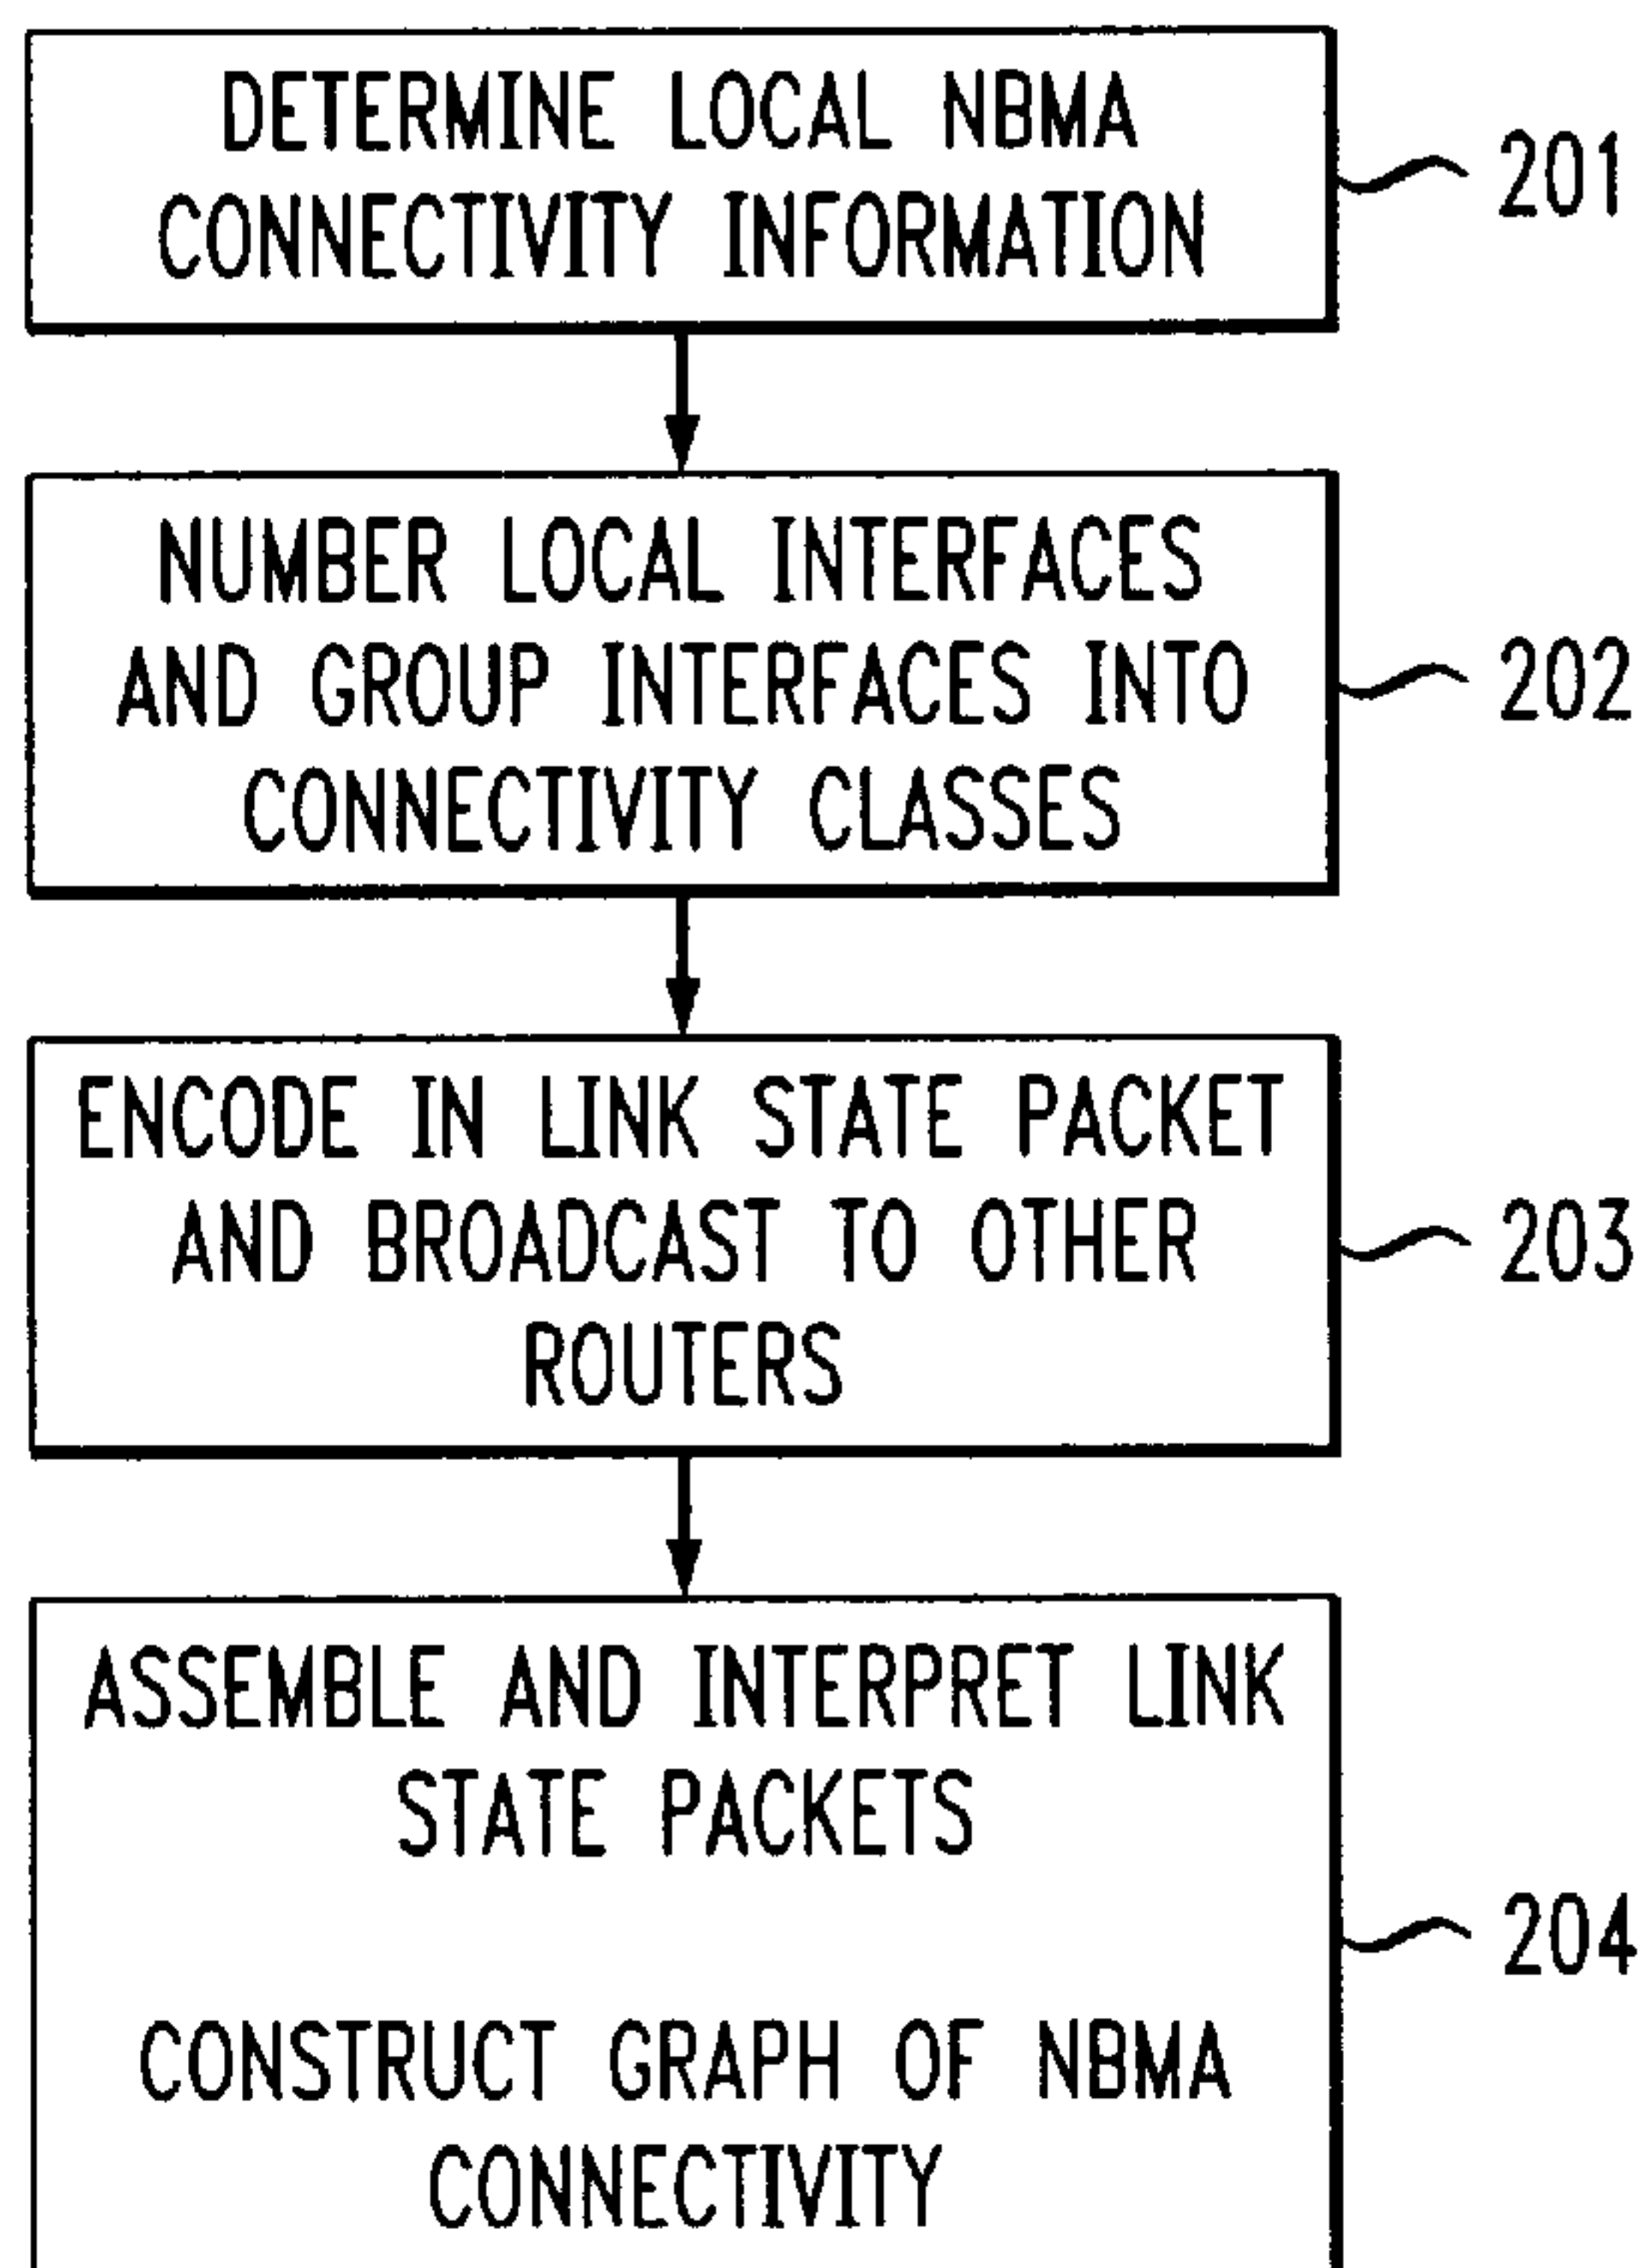 DETERMINE LOCAL NBMA
CONNECTIVITY INFORMATION
201
NUMBER LOCAL INTERFACES
AND GROUP INTERFACES INTO
CONNECTIVITY CLASSES
202
ENCODE IN LINK STATE PACKET
AND BROADCAST TO OTHER
ROUTERS
203
ASSEMBLE AND INTERPRET LINK
STATE PACKETS
204
CONSTRUCT GRAPH OF NBMA
CONNECTIVITY